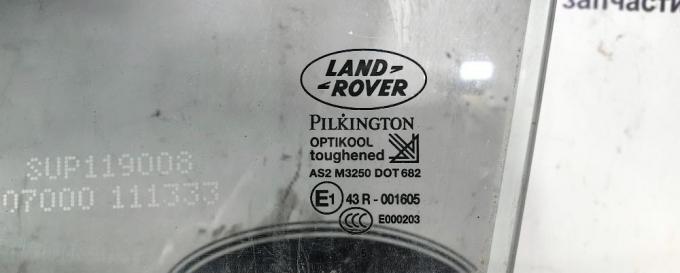 запчасти
LAND
ROVER
PILKINGTON
OPTIKOOL
toughened
AS2 M3250 DOT 682
E1 43 R - 001605
CCC E000203
SUP119008
07000 111333